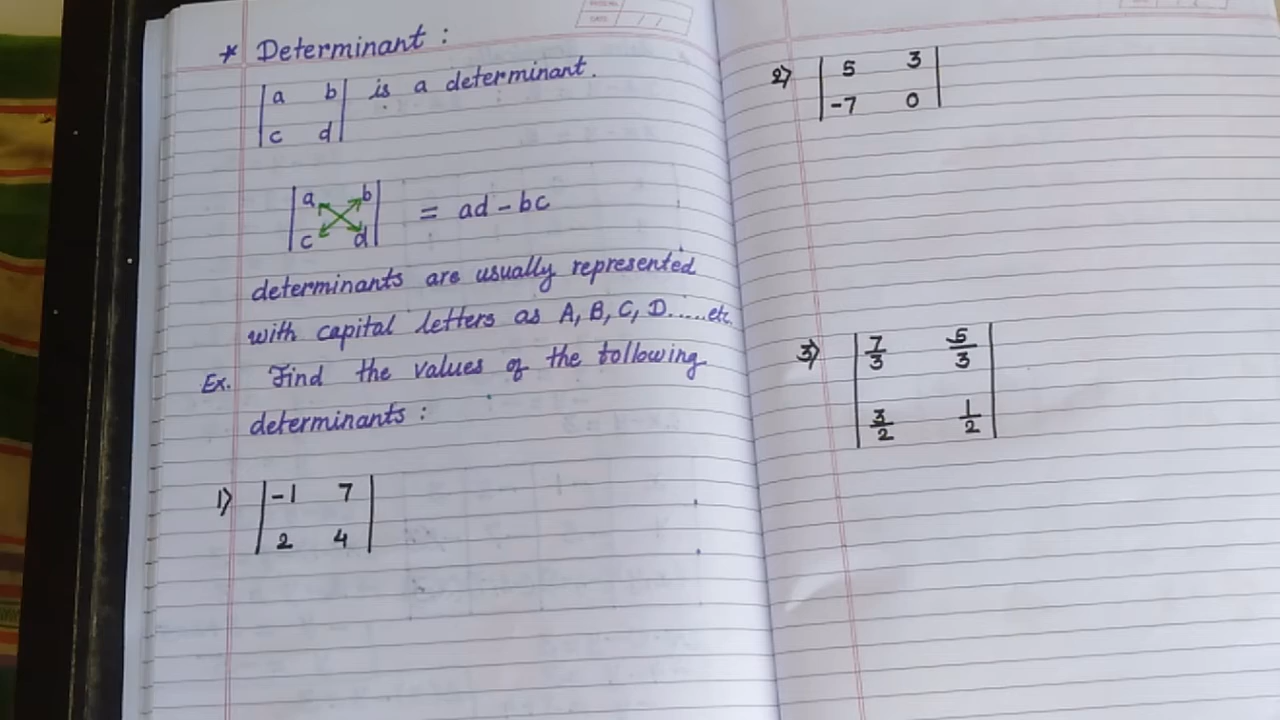 * Determinant :
| a b | is a determinant.
| c d |
| a b | = ad - bc
| c d |
determinants are usually represented
with capital letters as A, B, C, D.....etc.
Ex. Find the values of the following
determinants :
1) | -1 7 |
| 2 4 |
DATE / /
2) | 5 3 |
| -7 0 |
3) | 7/3 5/3 |
| 3/2 1/2 |